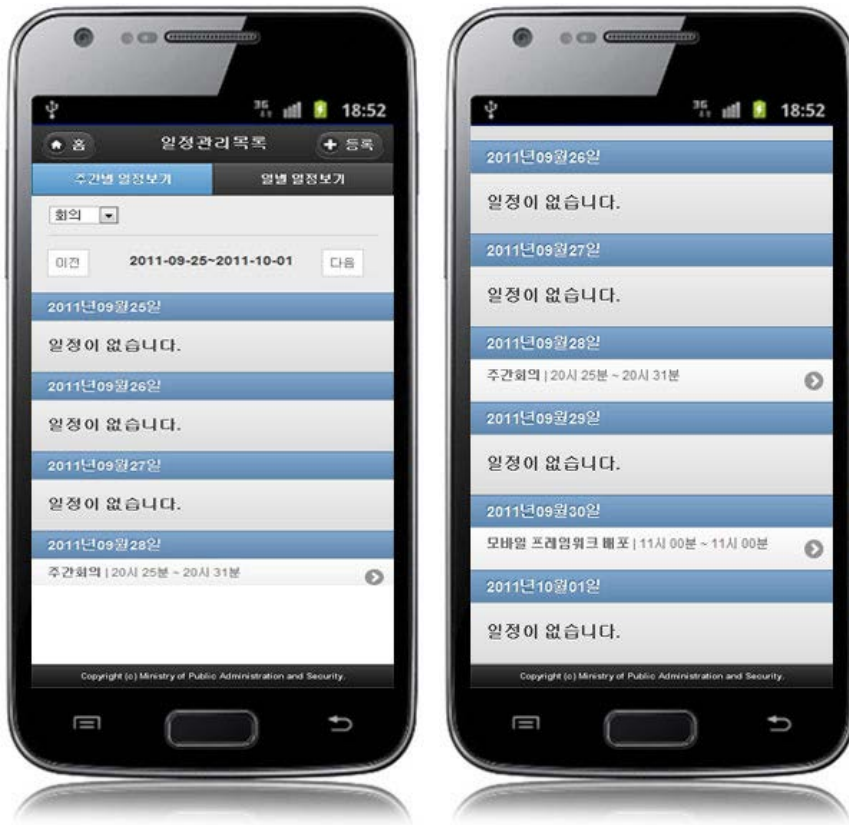 3G 18:52
홈 일정관리목록 등록
주간별 일정보기 일별 일정보기
회의
이전 2011-09-25~2011-10-01 다음
2011년09월25일
일정이 없습니다.
2011년09월26일
일정이 없습니다.
2011년09월27일
일정이 없습니다.
2011년09월28일
주간회의 | 20시 25분 ~ 20시 31분
Copyright (c) Ministry of Public Administration and Security.
3G 18:52
2011년09월26일
일정이 없습니다.
2011년09월27일
일정이 없습니다.
2011년09월28일
주간회의 | 20시 25분 ~ 20시 31분
2011년09월29일
일정이 없습니다.
2011년09월30일
모바일 프레임워크 배포 | 11시 00분 ~ 11시 00분
2011년10월01일
일정이 없습니다.
Copyright (c) Ministry of Public Administration and Security.